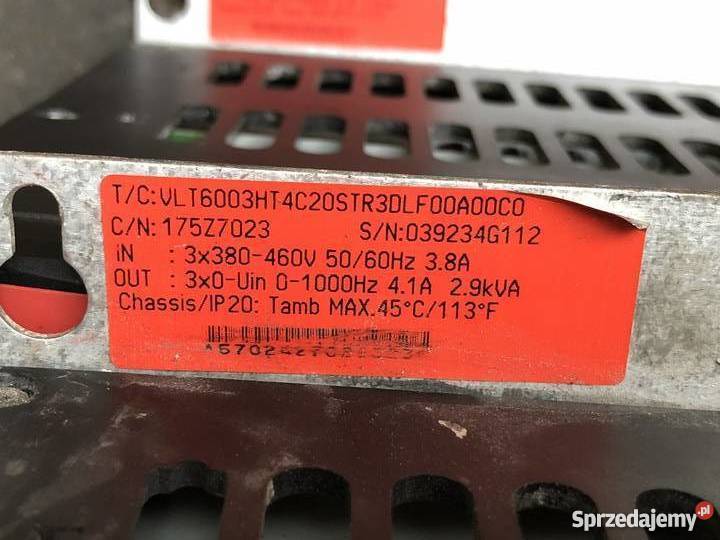 T/C:VLT6003HT4C20STR3DLF00A00C0
C/N:175Z7023 S/N:039234G112
iN : 3x380-460V 50/60Hz 3.8A
OUT : 3x0-Uin 0-1000Hz 4.1A 2.9kVA
Chassis/IP20: Tamb MAX.45°C/113°F
Sprzedajemy.pl